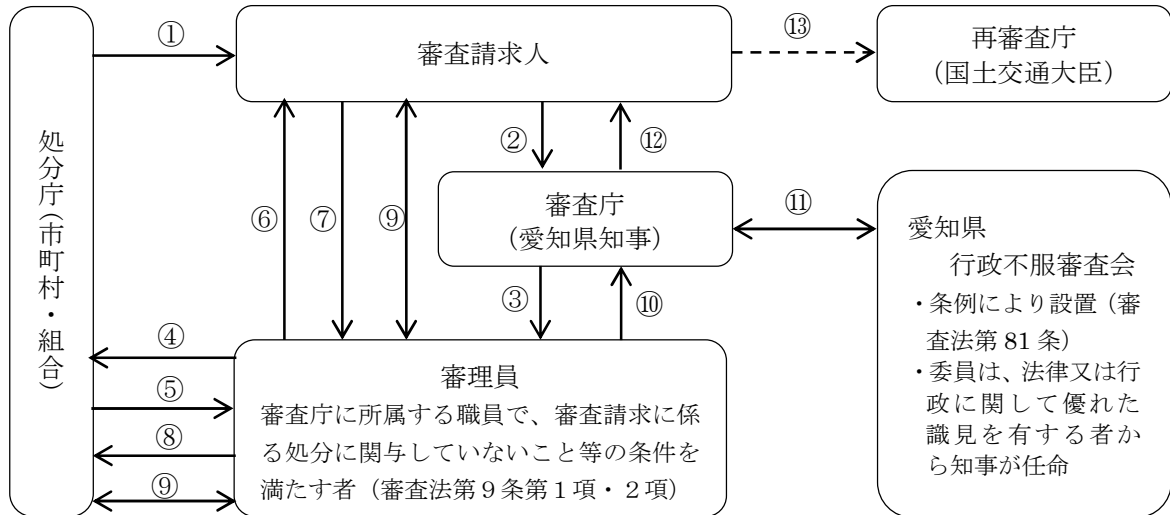 ①
審査請求人
⑬
再審査庁
(国土交通大臣)
処分庁(市町村・組合)
②
⑫
⑥
⑦
⑨
審査庁
(愛知県知事)
⑪
愛知県
行政不服審査会
・条例により設置(審
査法第 81 条)
・委員は、法律又は行
政に関して優れた
識見を有する者か
ら知事が任命
③
⑩
④
⑤
⑧
⑨
審理員
審査庁に所属する職員で、審査請求に係
る処分に関与していないこと等の条件を
満たす者(審査法第9条第1項・2項)